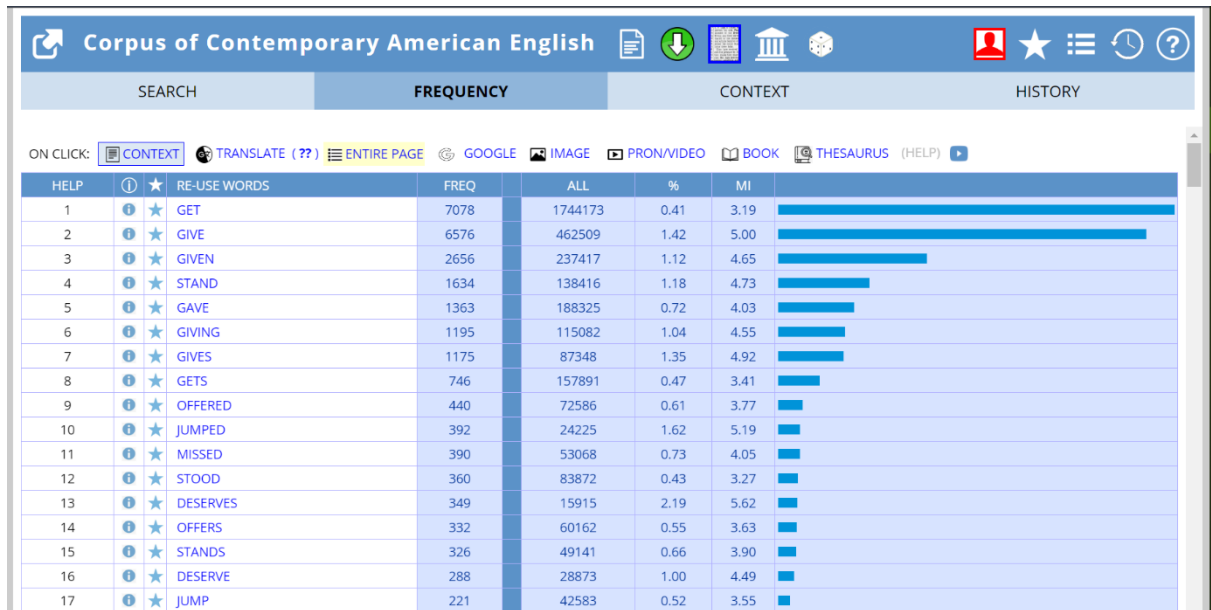 Corpus of Contemporary American English
SEARCH FREQUENCY CONTEXT HISTORY
ON CLICK: CONTEXT TRANSLATE (??) ENTIRE PAGE GOOGLE IMAGE PRON/VIDEO BOOK THESAURUS (HELP)
HELP RE-USE WORDS FREQ ALL % MI
1 GET 7078 1744173 0.41 3.19
2 GIVE 6576 462509 1.42 5.00
3 GIVEN 2656 237417 1.12 4.65
4 STAND 1634 138416 1.18 4.73
5 GAVE 1363 188325 0.72 4.03
6 GIVING 1195 115082 1.04 4.55
7 GIVES 1175 87348 1.35 4.92
8 GETS 746 157891 0.47 3.41
9 OFFERED 440 72586 0.61 3.77
10 JUMPED 392 24225 1.62 5.19
11 MISSED 390 53068 0.73 4.05
12 STOOD 360 83872 0.43 3.27
13 DESERVES 349 15915 2.19 5.62
14 OFFERS 332 60162 0.55 3.63
15 STANDS 326 49141 0.66 3.90
16 DESERVE 288 28873 1.00 4.49
17 JUMP 221 42583 0.52 3.55